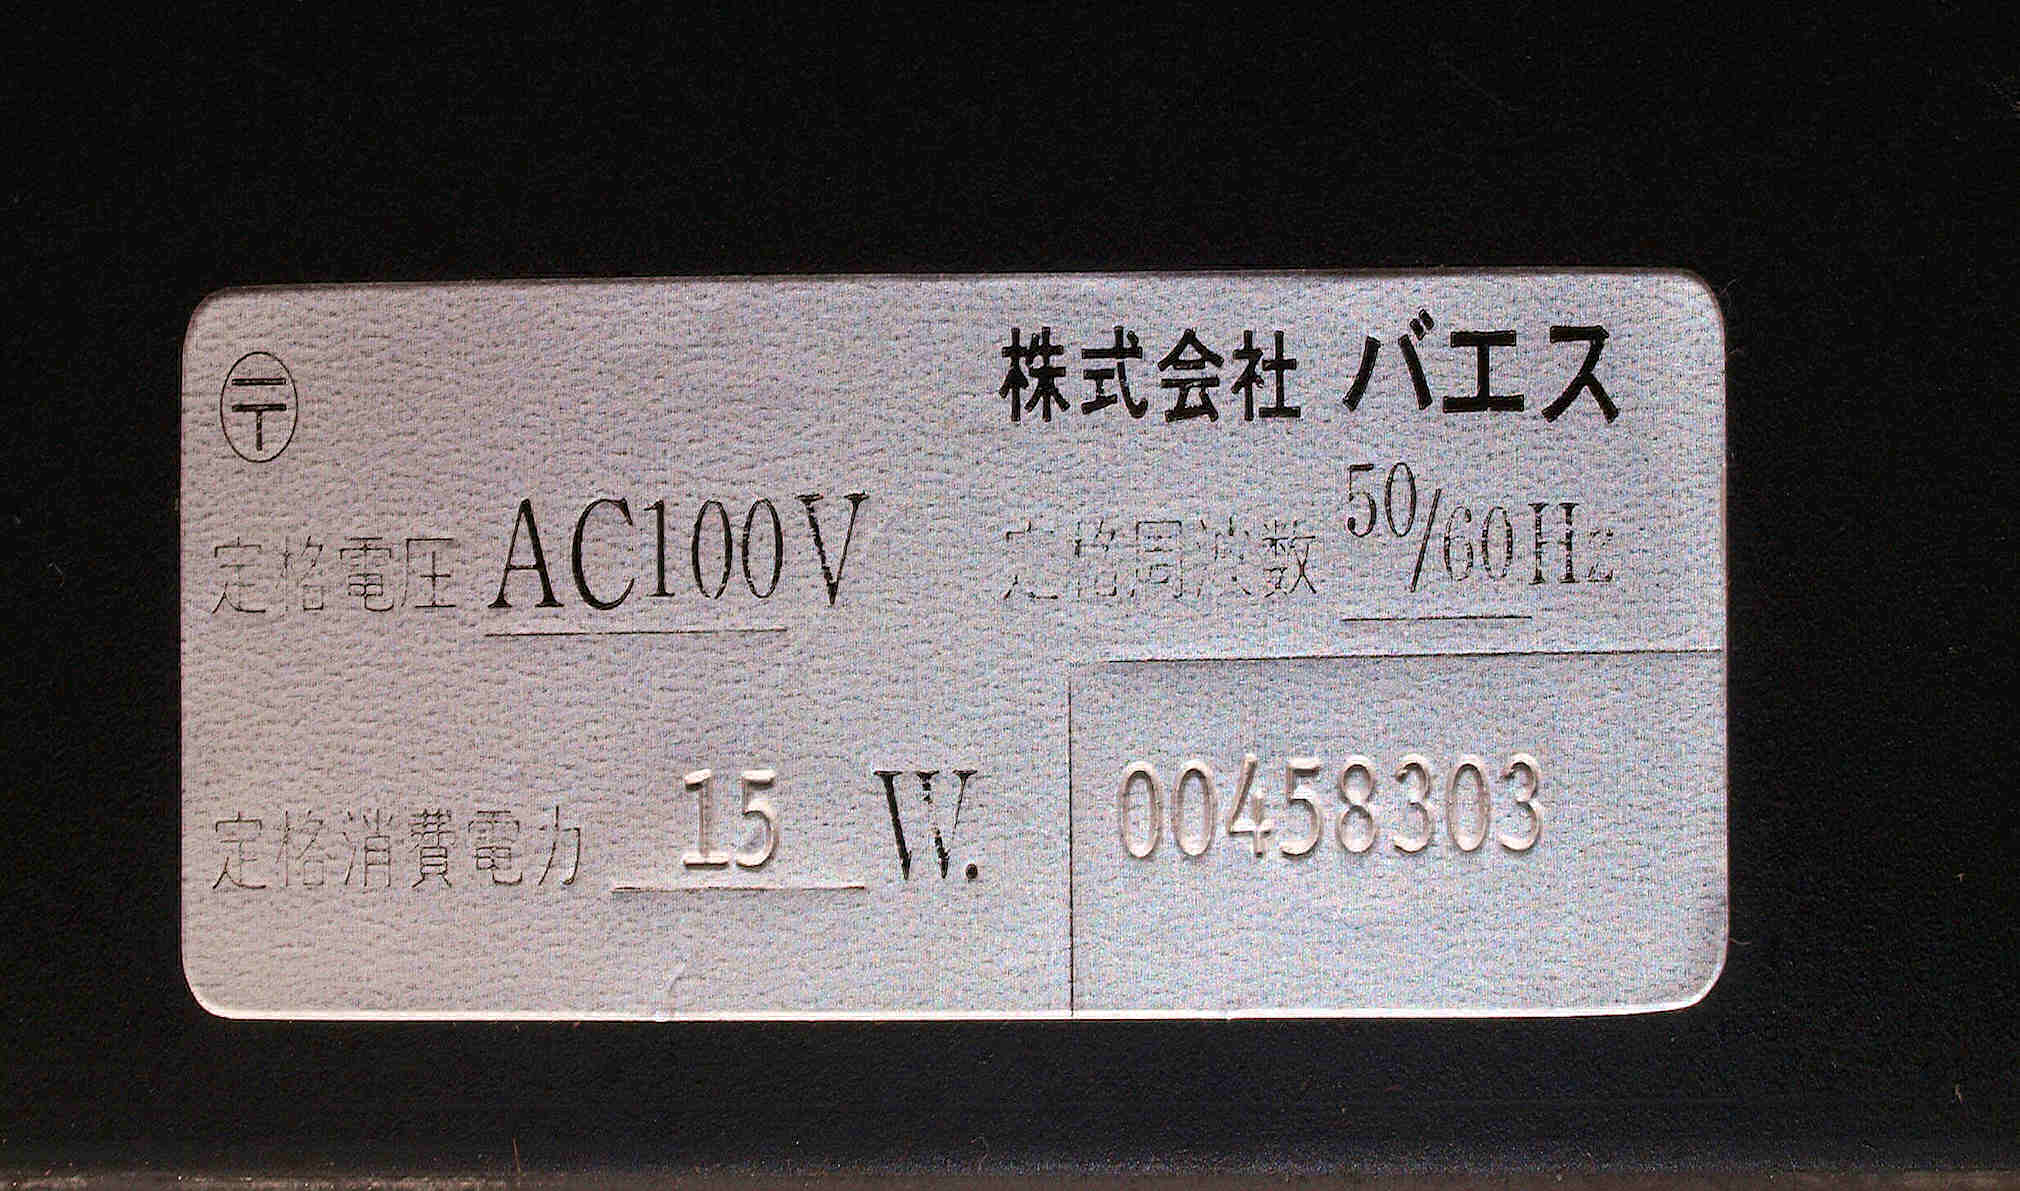 〒
株式会社 バエス
定格電圧 AC100V 定格周波数 50/60Hz
定格消費電力 15 W.
00458303